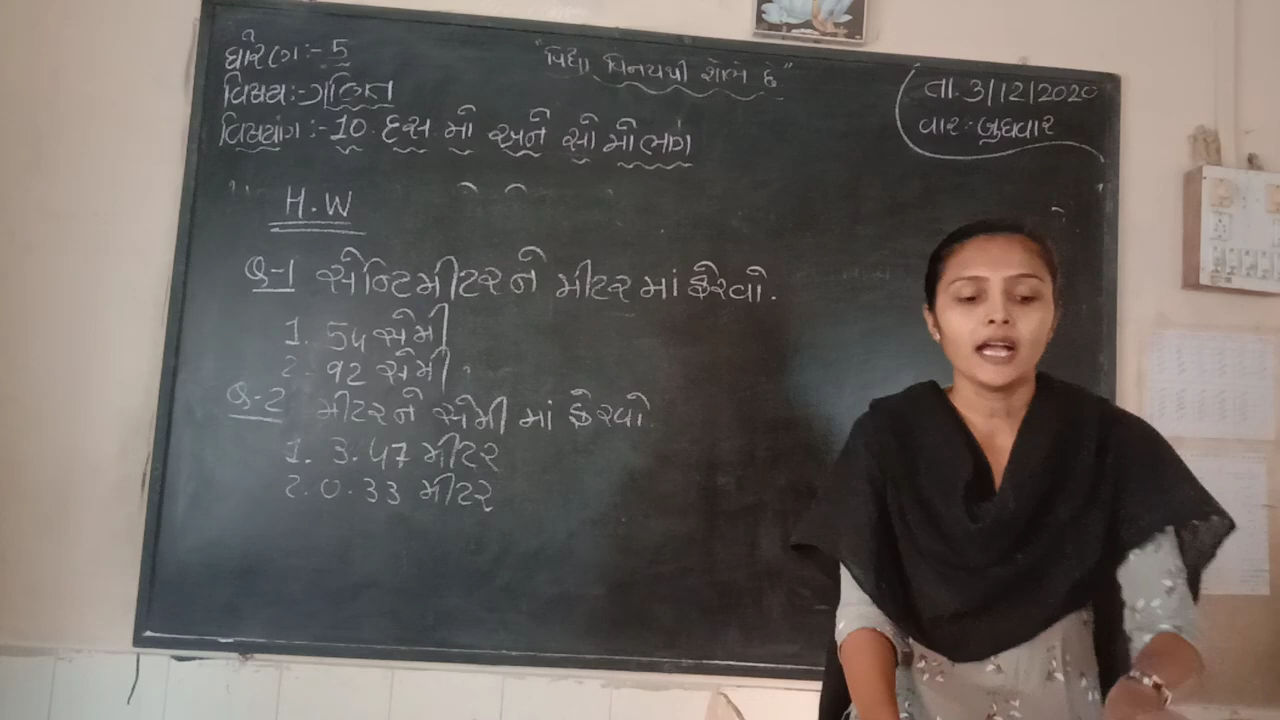 ધોરણ:- 5
"વિદ્યા વિનયથી શોભે છે"
તા. 3/12/2020
વિષય:- ગણિત
વાર:- બુધવાર
વિષયાંગ:- 10. દસ મો અને સો મો ભાગ
H.W
Q-1 સેન્ટિમીટરને મીટરમાં ફેરવો.
1. 54 સેમી
2. 92 સેમી.
Q-2 મીટરને સેમી માં ફેરવો.
1. 3.47 મીટર
2. 0.33 મીટર